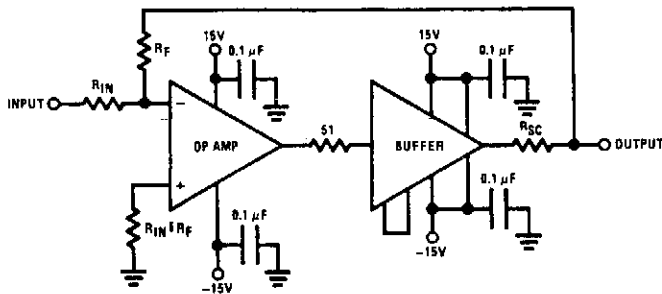 15V
0.1 μF
15V
0.1 μF
RF
RIN
INPUT
−
OP AMP
51
BUFFER
RSC
OUTPUT
+
0.1 μF
0.1 μF
RIN ∥ RF
−15V
−15V